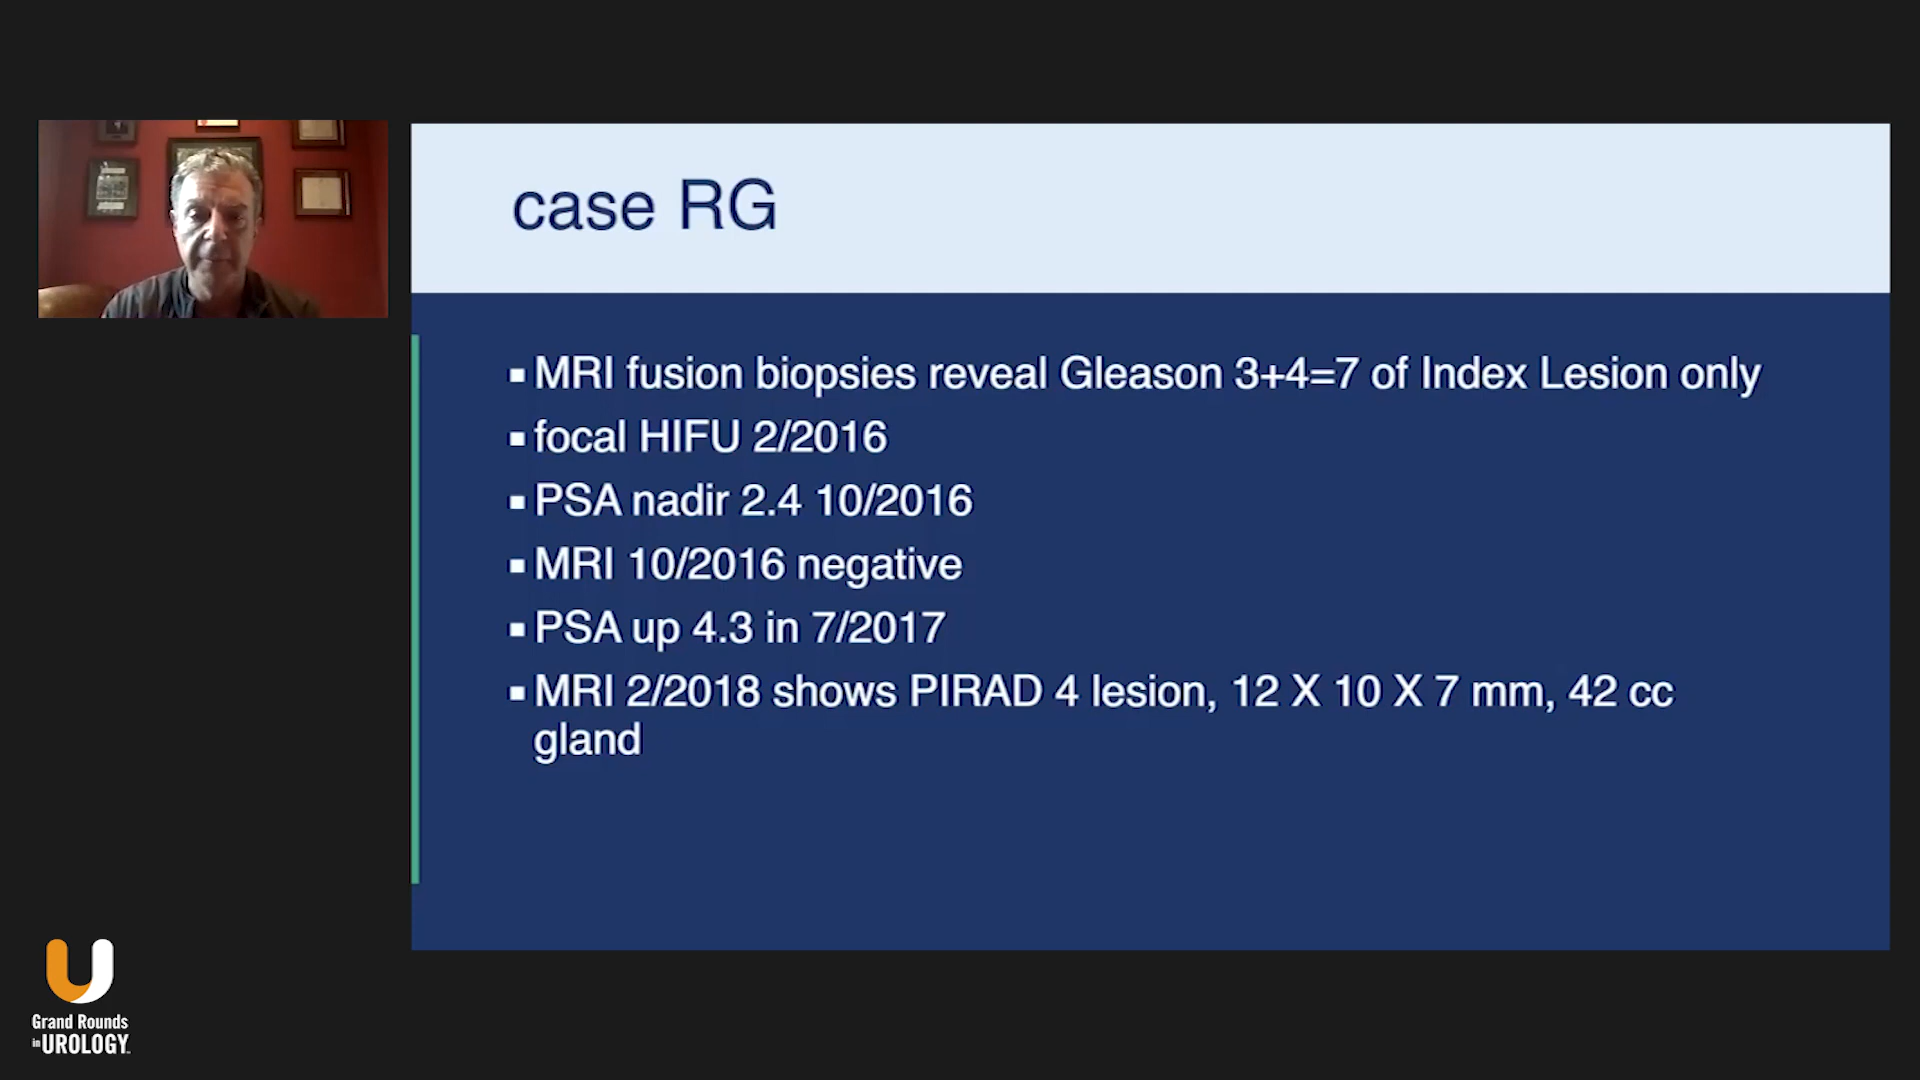 case RG
▪MRI fusion biopsies reveal Gleason 3+4=7 of Index Lesion only
▪focal HIFU 2/2016
▪PSA nadir 2.4 10/2016
▪MRI 10/2016 negative
▪PSA up 4.3 in 7/2017
▪MRI 2/2018 shows PIRAD 4 lesion, 12 X 10 X 7 mm, 42 cc
gland
Grand Rounds
in UROLOGY